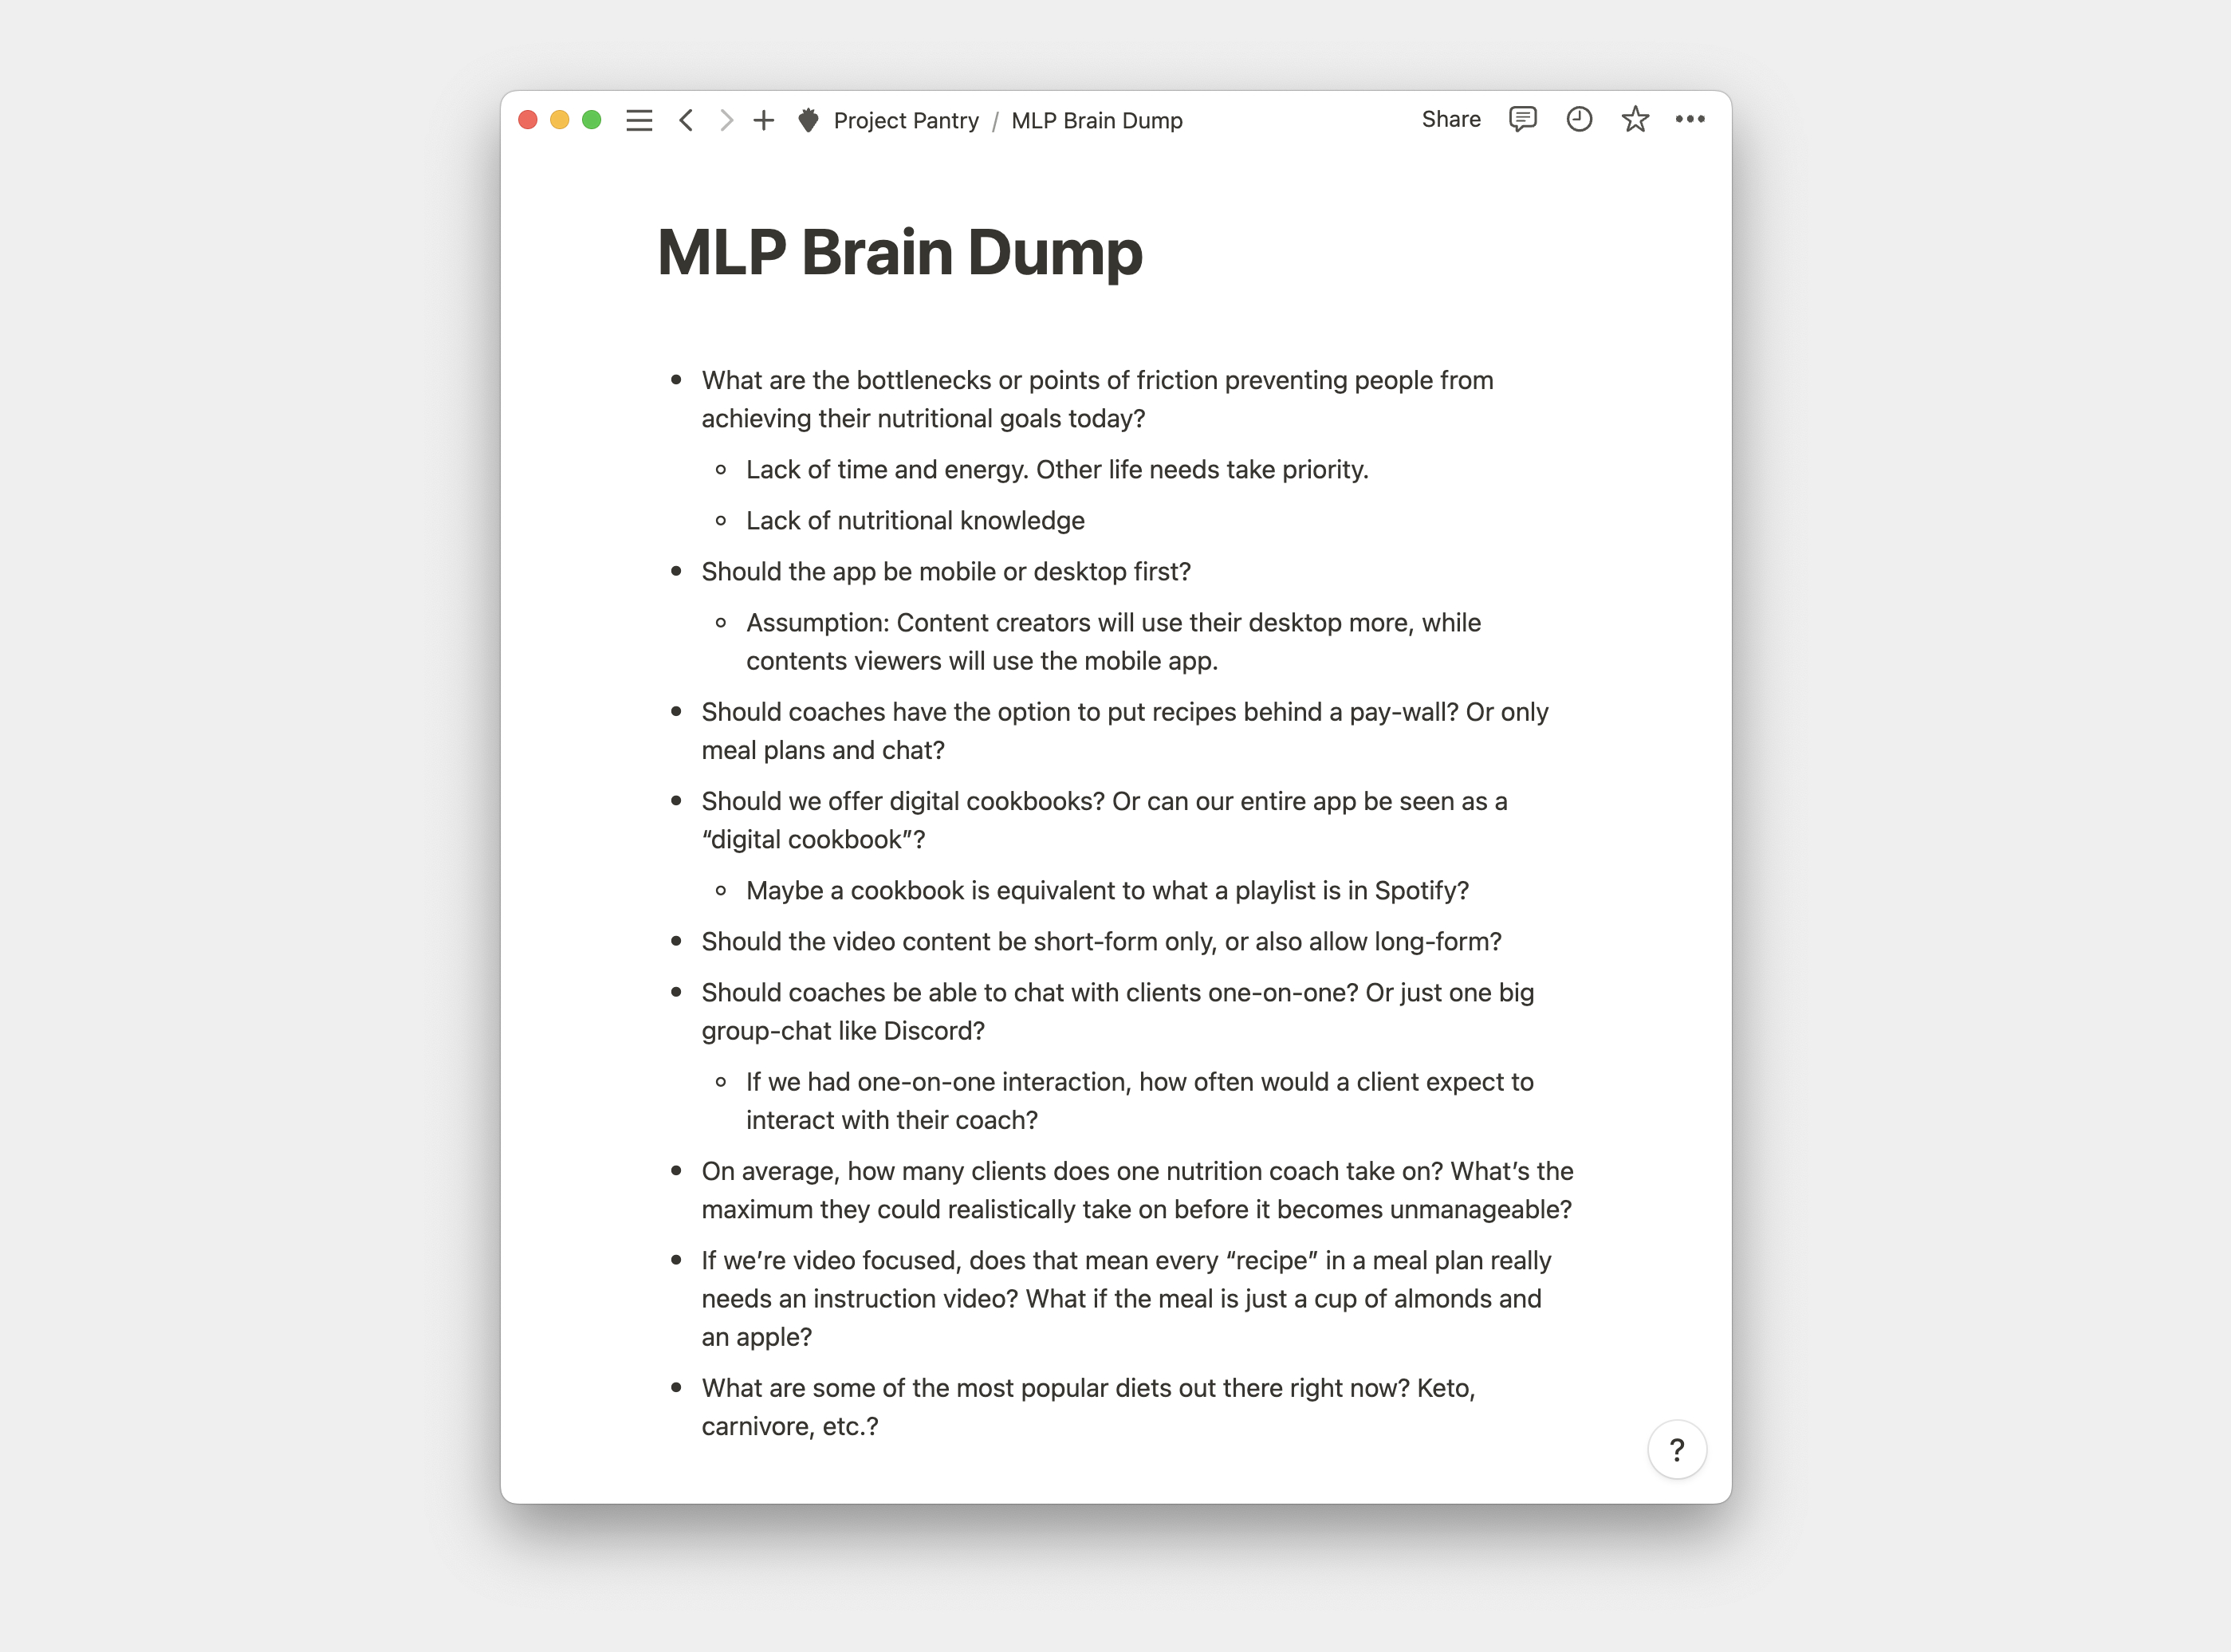 Project Pantry / MLP Brain Dump
Share
MLP Brain Dump
What are the bottlenecks or points of friction preventing people from
achieving their nutritional goals today?
Lack of time and energy. Other life needs take priority.
Lack of nutritional knowledge
Should the app be mobile or desktop first?
Assumption: Content creators will use their desktop more, while
contents viewers will use the mobile app.
Should coaches have the option to put recipes behind a pay-wall? Or only
meal plans and chat?
Should we offer digital cookbooks? Or can our entire app be seen as a
“digital cookbook”?
Maybe a cookbook is equivalent to what a playlist is in Spotify?
Should the video content be short-form only, or also allow long-form?
Should coaches be able to chat with clients one-on-one? Or just one big
group-chat like Discord?
If we had one-on-one interaction, how often would a client expect to
interact with their coach?
On average, how many clients does one nutrition coach take on? What’s the
maximum they could realistically take on before it becomes unmanageable?
If we’re video focused, does that mean every “recipe” in a meal plan really
needs an instruction video? What if the meal is just a cup of almonds and
an apple?
What are some of the most popular diets out there right now? Keto,
carnivore, etc.?
?